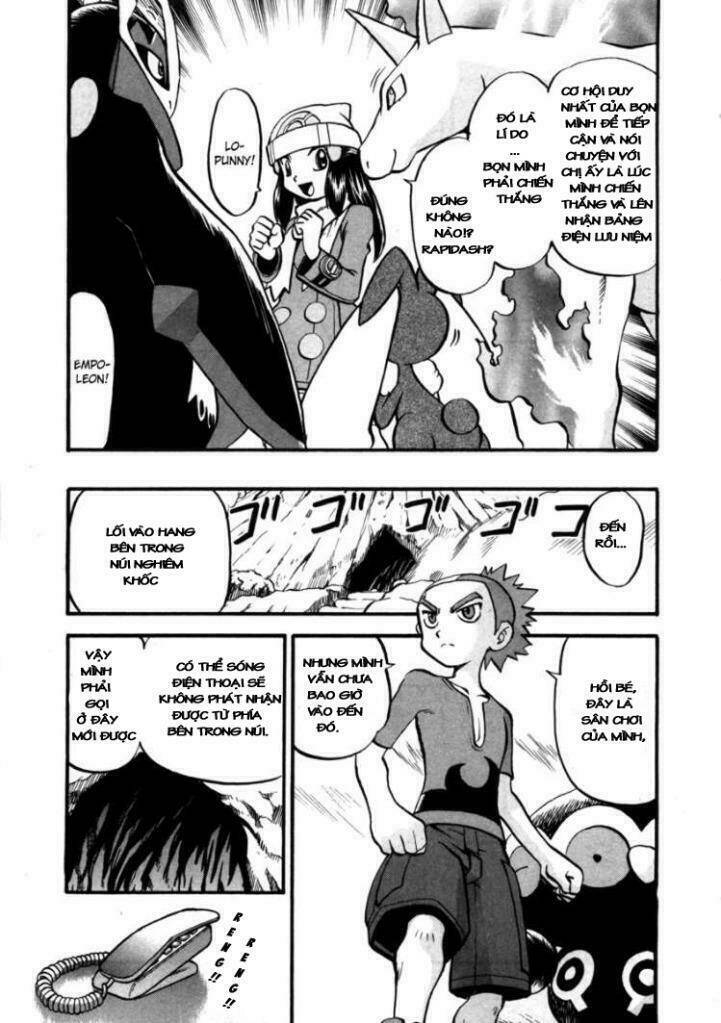 CƠ HỘI DUY
NHẤT CỦA BỌN
MÌNH ĐỂ TIẾP
CẬN VÀ NÓI
CHUYỆN VỚI
CHỊ ẤY LÀ LÚC
MÌNH CHIẾN
THẮNG VÀ LÊN
NHẬN BẢNG
ĐIỆN LƯU NIỆM
ĐÓ LÀ
LÍ DO
...
BỌN MÌNH
PHẢI CHIẾN
THẮNG
ĐÚNG
KHÔNG
NÀO!?
RAPIDASH?
LO-
PUNNY!
EMPO-
LEON!
ĐẾN
RỒI...
ゴゴゴゴ
LỐI VÀO HANG
BÊN TRONG
NÚI NGHIÊM
KHỐC
HỒI BÉ,
ĐÂY LÀ
SÂN CHƠI
CỦA MÌNH,
NHƯNG MÌNH
VẪN CHƯA
BAO GIỜ
VÀO ĐẾN
ĐÓ.
CÓ THỂ SÓNG
ĐIỆN THOẠI SẼ
KHÔNG PHÁT NHẬN
ĐƯỢC TỪ PHÍA
BÊN TRONG NÚI.
VẬY
MÌNH
PHẢI
GỌI
Ở ĐÂY
MỚI ĐƯỢC
RENG!!
RENG!!